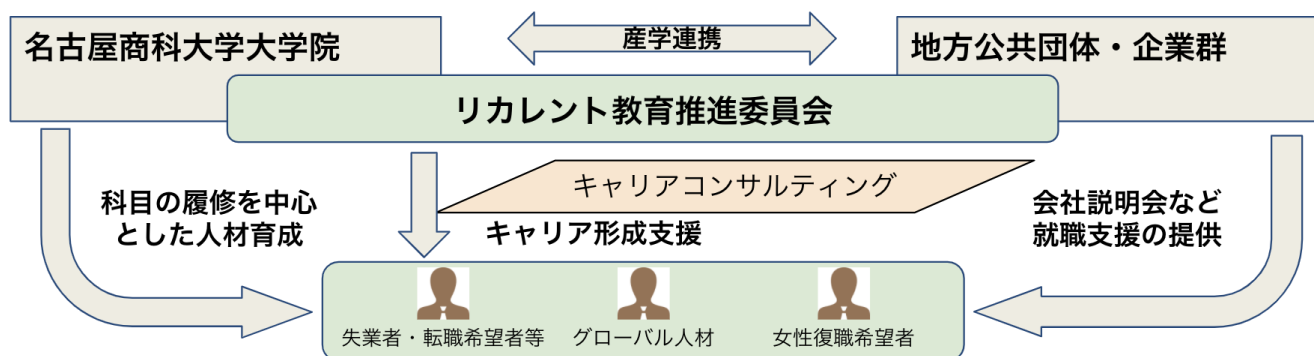 名古屋商科大学大学院
産学連携
地方公共団体・企業群
リカレント教育推進委員会
キャリアコンサルティング
科目の履修を中心
とした人材育成
キャリア形成支援
会社説明会など
就職支援の提供
失業者・転職希望者等
グローバル人材
女性復職希望者